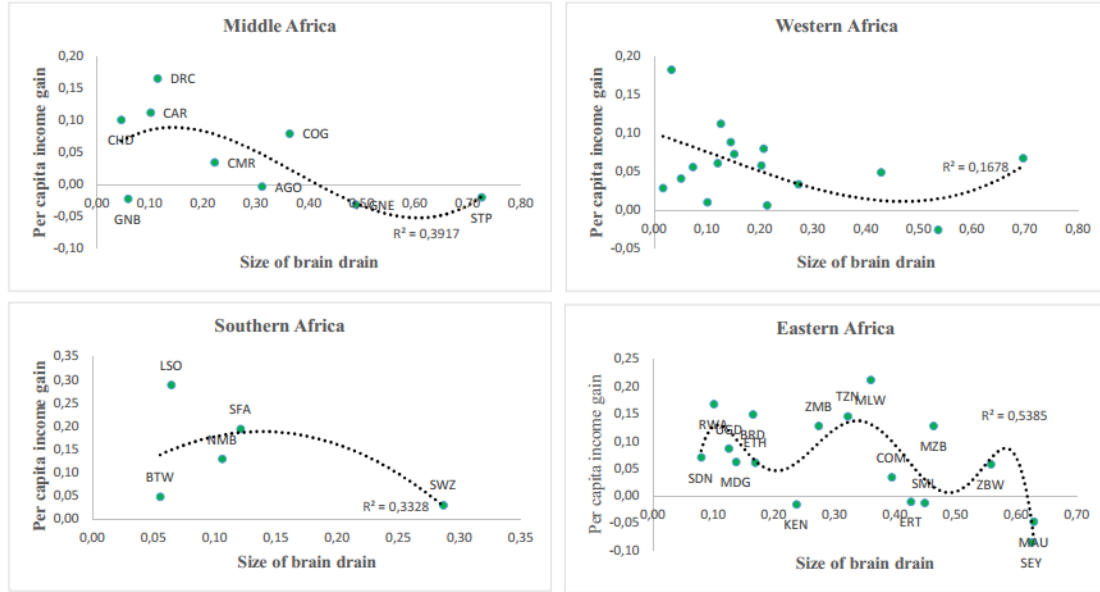 Middle Africa
Per capita income gain
0,20
0,15
0,10
0,05
0,00
-0,05
-0,10
0,00
0,10
0,20
0,30
0,40
0,50
0,60
0,70
0,80
DRC
CAR
CHD
COG
CMR
AGO
GNB
GNE
STP
R² = 0,3917
Size of brain drain
Western Africa
Per capita income gain
0,20
0,15
0,10
0,05
0,00
-0,05
0,00
0,10
0,20
0,30
0,40
0,50
0,60
0,70
0,80
R² = 0,1678
Size of brain drain
Southern Africa
Per capita income gain
0,35
0,30
0,25
0,20
0,15
0,10
0,05
0,00
0,00
0,05
0,10
0,15
0,20
0,25
0,30
0,35
LSO
SFA
NMB
BTW
SWZ
R² = 0,3328
Size of brain drain
Eastern Africa
Per capita income gain
0,25
0,20
0,15
0,10
0,05
0,00
-0,05
-0,10
0,00
0,10
0,20
0,30
0,40
0,50
0,60
0,70
TZN
MLW
ZMB
RWA
UGD
BRD
ETH
MZB
COM
SDN
MDG
SML
ZBW
KEN
ERT
MAU
SEY
R² = 0,5385
Size of brain drain